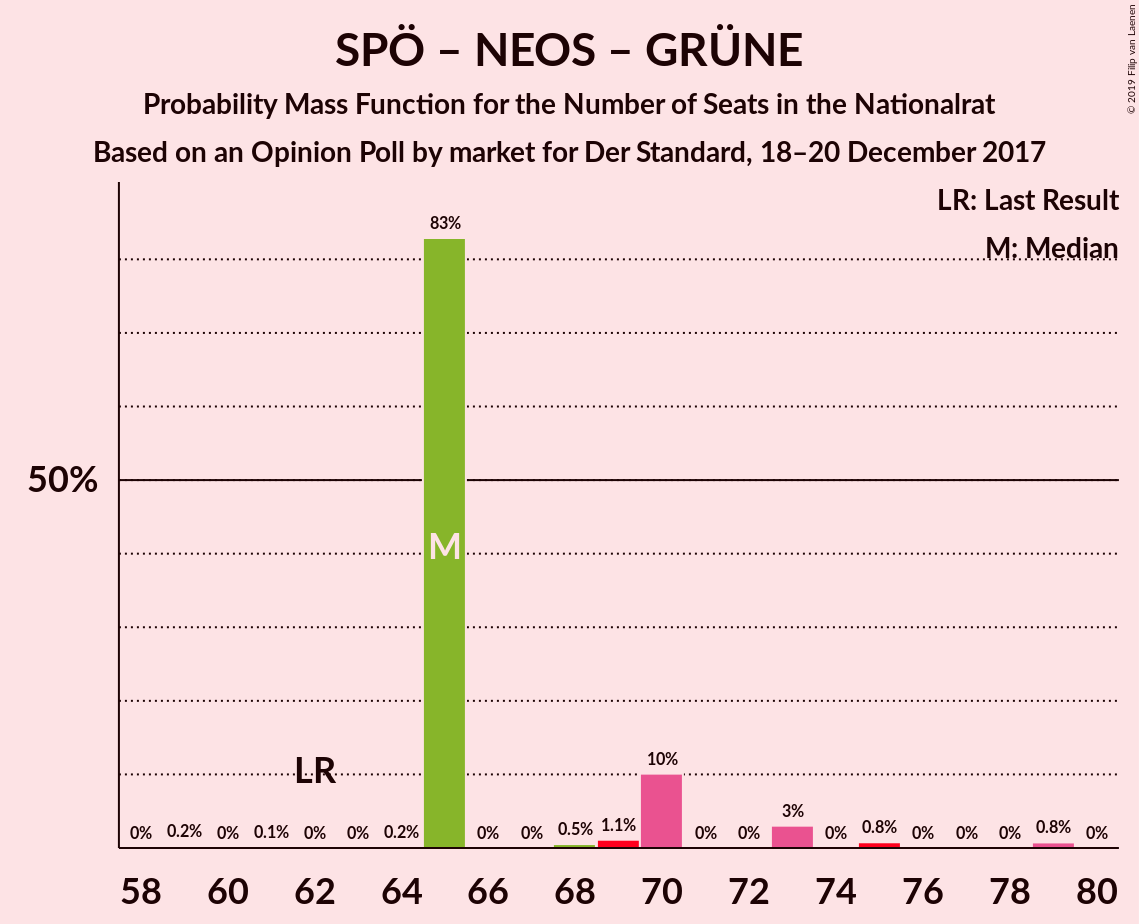 SPÖ – NEOS – GRÜNE
Probability Mass Function for the Number of Seats in the Nationalrat
Based on an Opinion Poll by market for Der Standard, 18–20 December 2017
© 2019 Filip van Laenen
LR: Last Result
M: Median
83%
50%
M
LR
10%
3%
0% 0.2% 0% 0.1% 0% 0% 0.2% 0% 0% 0.5% 1.1% 0% 0% 0% 0.8% 0% 0% 0% 0.8% 0%
58 60 62 64 66 68 70 72 74 76 78 80